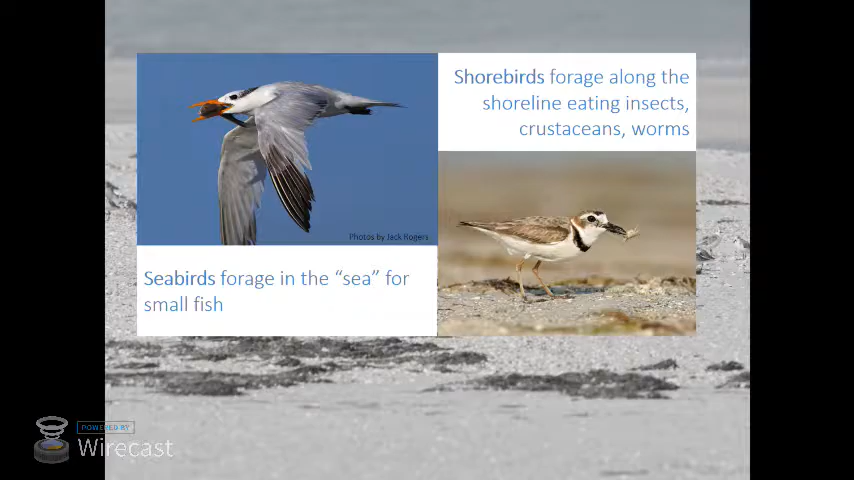 Shorebirds forage along the
shoreline eating insects,
crustaceans, worms
Photos by Jack Rogers
Seabirds forage in the “sea” for
small fish
POWERED BY
Wirecast